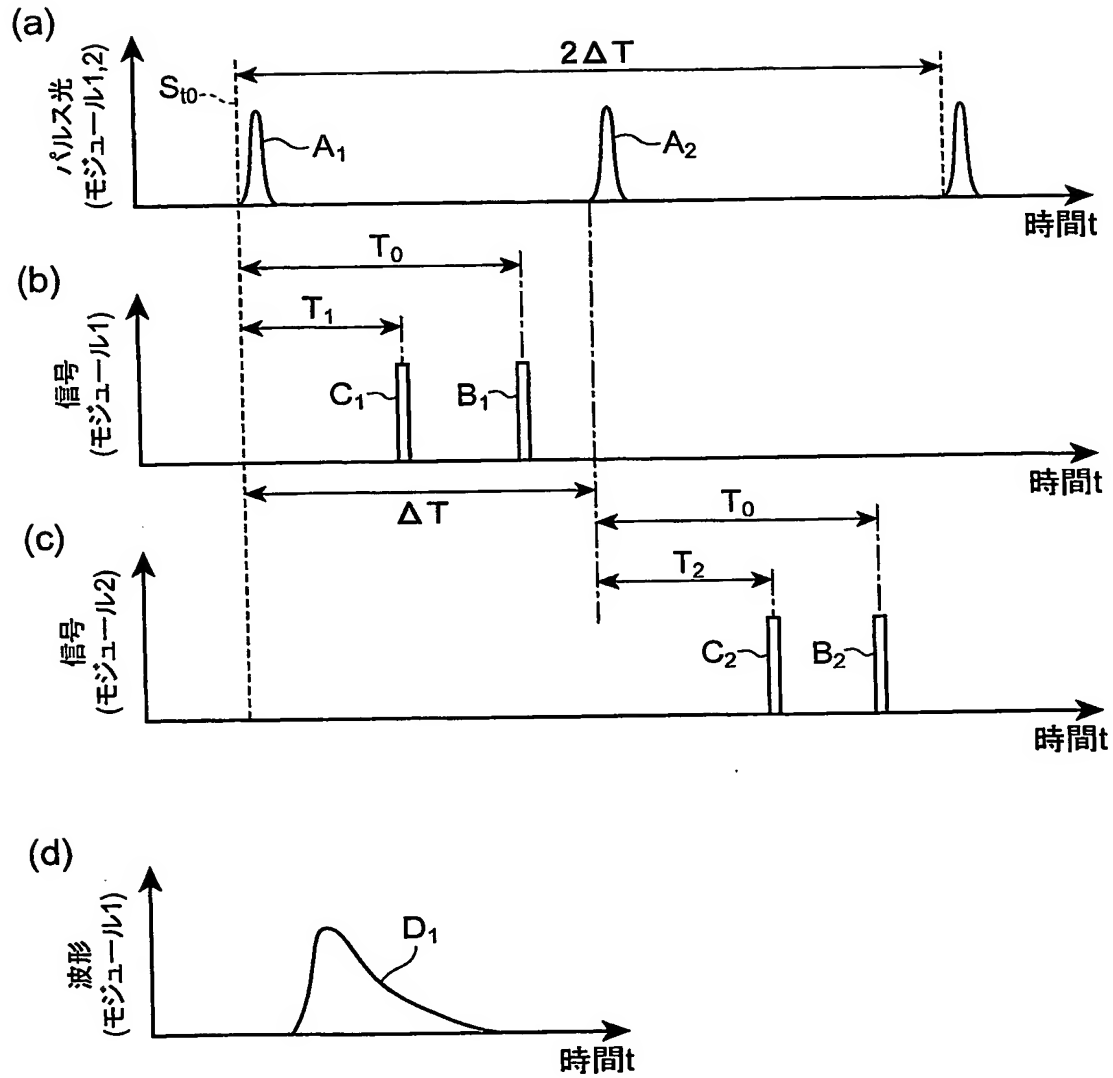 (a)
パルス光
(モジュール1,2)
St0
2ΔT
A1
A2
時間t
(b)
信号
(モジュール1)
T0
T1
C1
B1
時間t
ΔT
(c)
信号
(モジュール2)
T0
T2
C2
B2
時間t
(d)
波形
(モジュール1)
D1
時間t